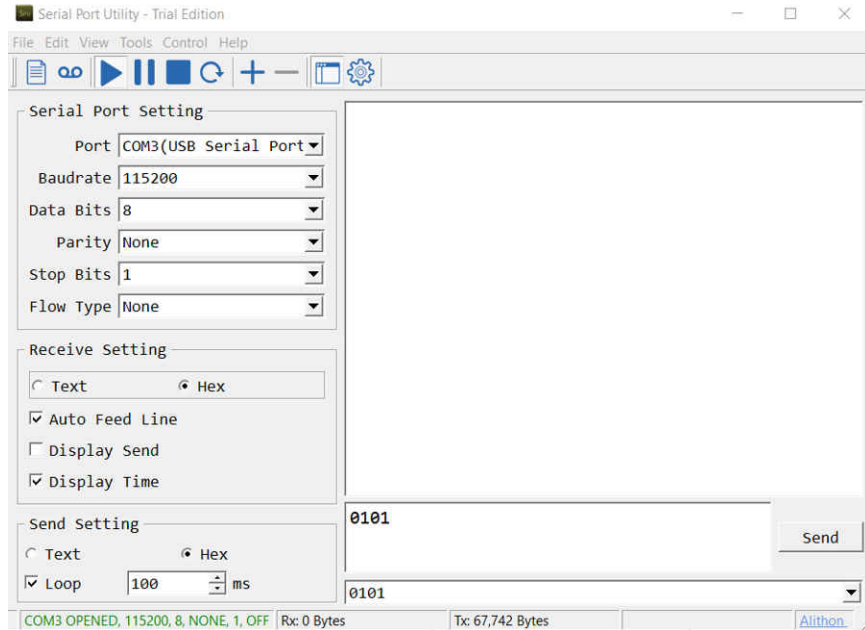 Serial Port Utility - Trial Edition
File Edit View Tools Control Help
Serial Port Setting
Port COM3(USB Serial Port
Baudrate 115200
Data Bits 8
Parity None
Stop Bits 1
Flow Type None
Receive Setting
Text Hex
Auto Feed Line
Display Send
Display Time
Send Setting
Text Hex
Loop 100 ms
0101
Send
0101
COM3 OPENED, 115200, 8, NONE, 1, OFF Rx: 0 Bytes Tx: 67,742 Bytes Alithon